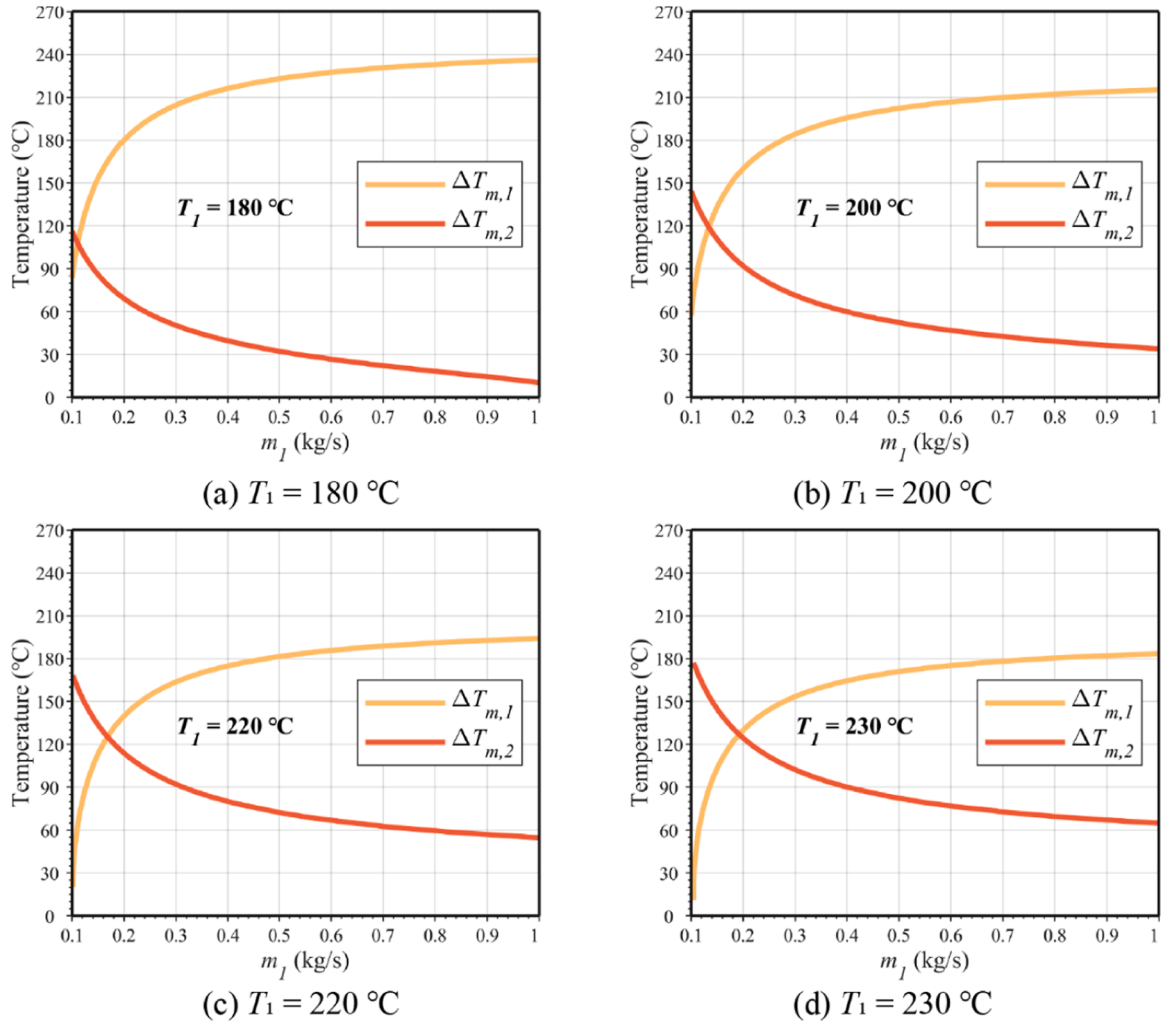 270
240
210
180
150
120
90
60
30
0
Temperature (℃)
T1 = 180 ℃
ΔTm,1
ΔTm,2
0.1 0.2 0.3 0.4 0.5 0.6 0.7 0.8 0.9 1
m1 (kg/s)
(a) T1 = 180 ℃
270
240
210
180
150
120
90
60
30
0
Temperature (℃)
T1 = 200 ℃
ΔTm,1
ΔTm,2
0.1 0.2 0.3 0.4 0.5 0.6 0.7 0.8 0.9 1
m1 (kg/s)
(b) T1 = 200 ℃
270
240
210
180
150
120
90
60
30
0
Temperature (℃)
T1 = 220 ℃
ΔTm,1
ΔTm,2
0.1 0.2 0.3 0.4 0.5 0.6 0.7 0.8 0.9 1
m1 (kg/s)
(c) T1 = 220 ℃
270
240
210
180
150
120
90
60
30
0
Temperature (℃)
T1 = 230 ℃
ΔTm,1
ΔTm,2
0.1 0.2 0.3 0.4 0.5 0.6 0.7 0.8 0.9 1
m1 (kg/s)
(d) T1 = 230 ℃